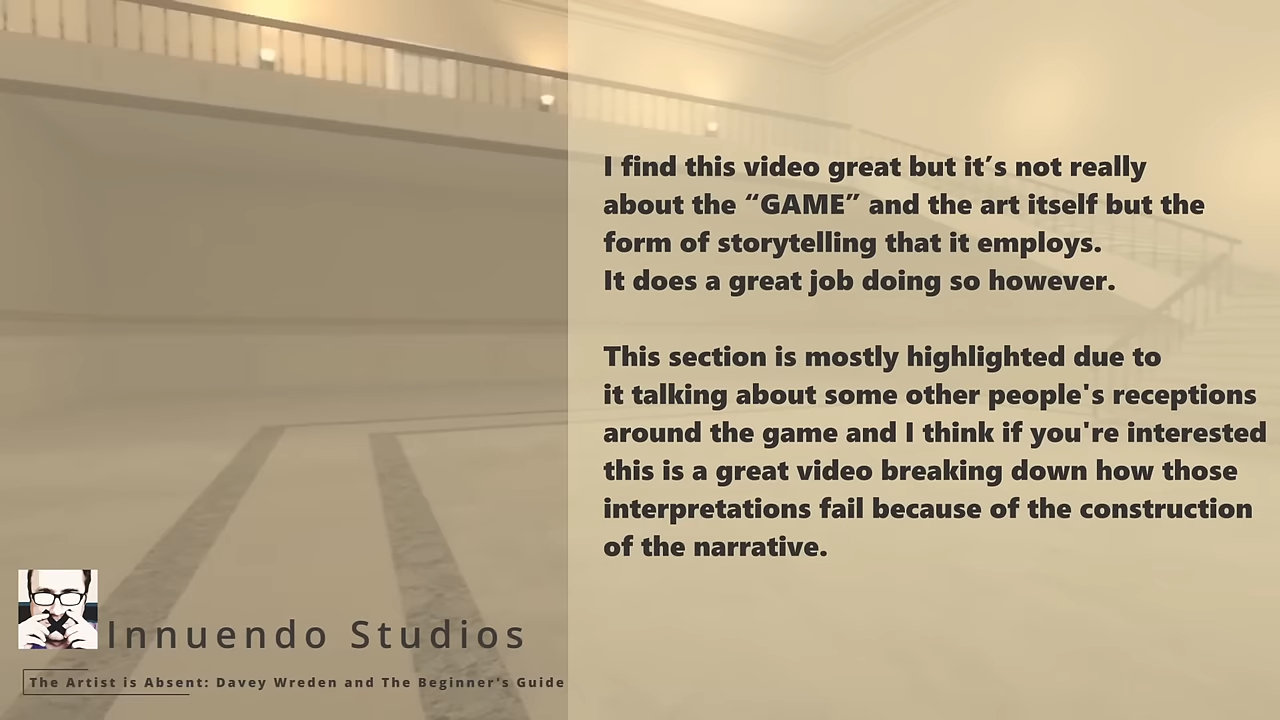 I find this video great but it’s not really
about the “GAME” and the art itself but the
form of storytelling that it employs.
It does a great job doing so however.
This section is mostly highlighted due to
it talking about some other people's receptions
around the game and I think if you're interested
this is a great video breaking down how those
interpretations fail because of the construction
of the narrative.
Innuendo Studios
The Artist is Absent: Davey Wreden and The Beginner's Guide